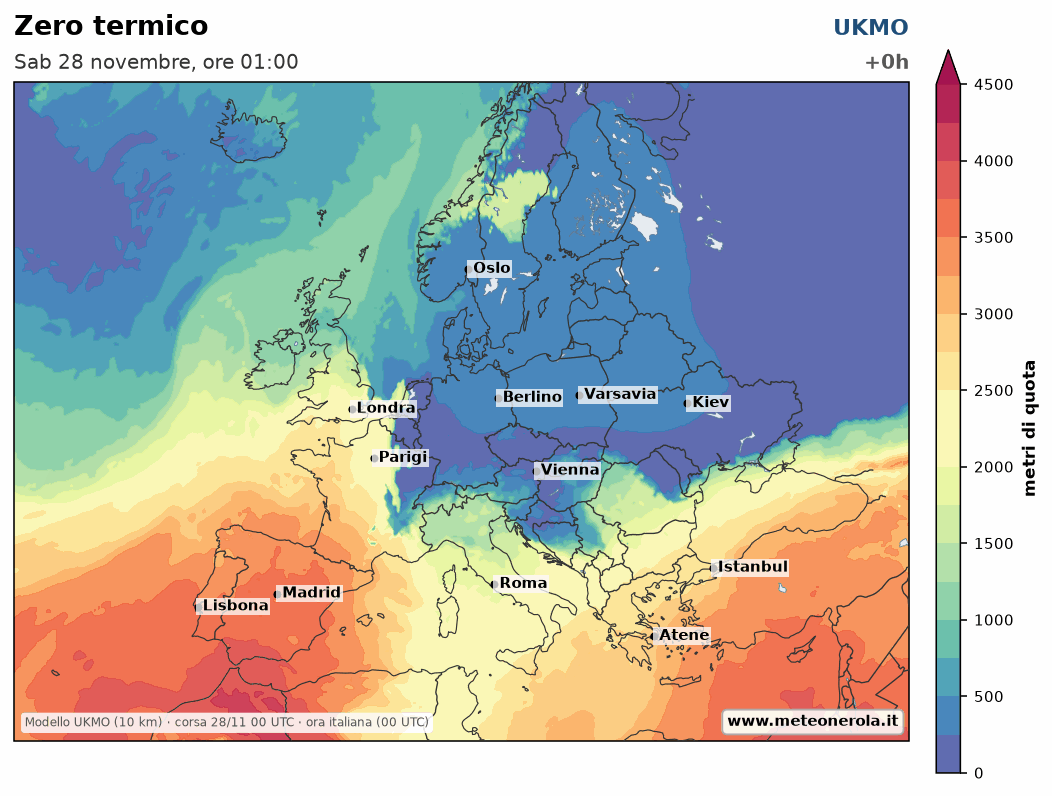 Zero termico
UKMO
Sab 28 novembre, ore 01:00
+0h
4500
4000
3500
3000
2500
2000
1500
1000
500
0
metri di quota
Oslo
Berlino
Varsavia
Kiev
Londra
Parigi
Vienna
Istanbul
Roma
Madrid
Lisbona
Atene
Modello UKMO (10 km) · corsa 28/11 00 UTC · ora italiana (00 UTC)
www.meteonerola.it